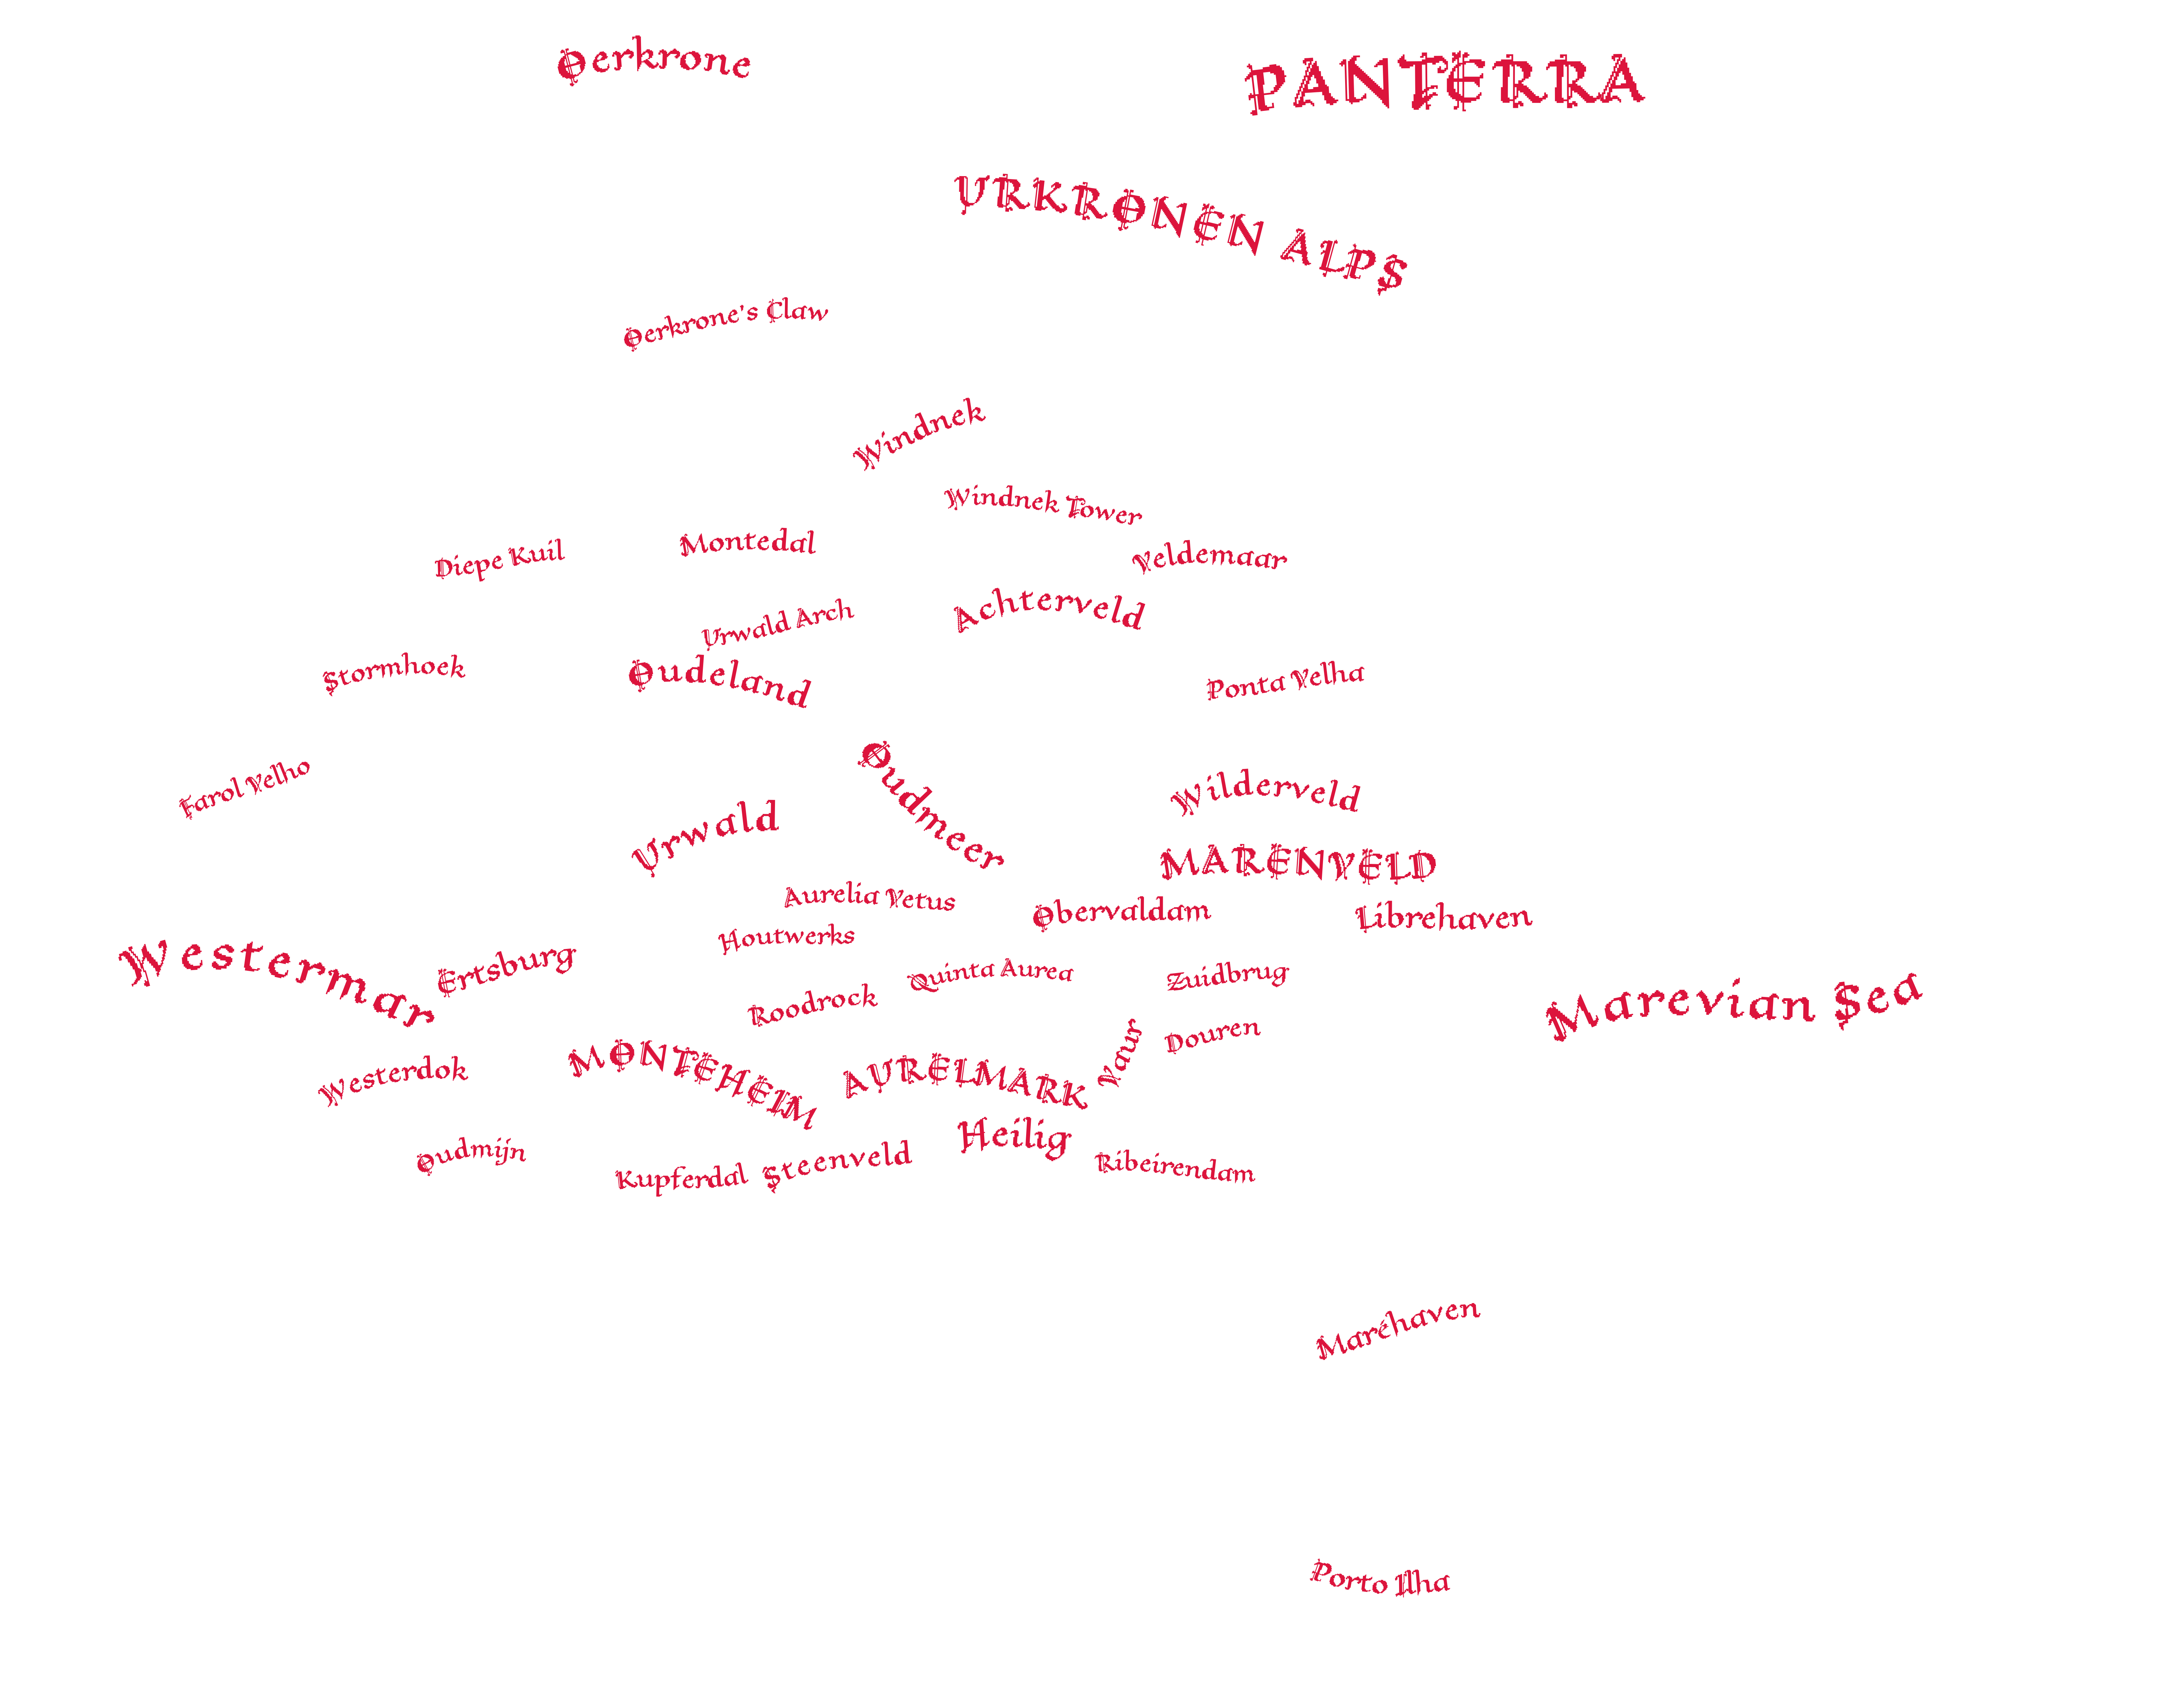 Oerkrone
PANTERRA
URKRONEN ALPS
Oerkrone's Claw
Windnek
Windnek Tower
Montedal
Diepe Kuil
Veldemaar
Achterveld
Urwald Arch
Stormhoek
Oudeland
Ponta Velha
Farol Velho
Oudmeer
Wilderveld
Urwald
MARENVELD
Aurelia Vetus
Obervaldam
Librehaven
Houtwerks
Westermar
Ertsburg
Quinta Aurea
Zuidbrug
Roodrock
Marevian Sea
Douren
Vaur
Westerdok
MONTEHEIM
AURELMARK
Heilig
Oudmijn
Kupferdal
Steenveld
Ribeirendam
Maréhaven
Porto Ilha